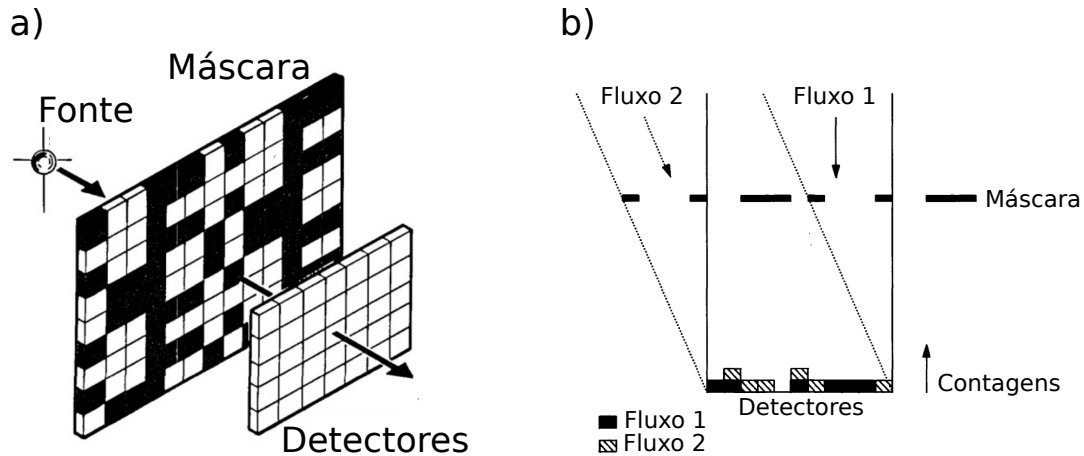 a)
Máscara
Fonte
Detectores
b)
Fluxo 2
Fluxo 1
Máscara
Contagens
Detectores
Fluxo 1
Fluxo 2